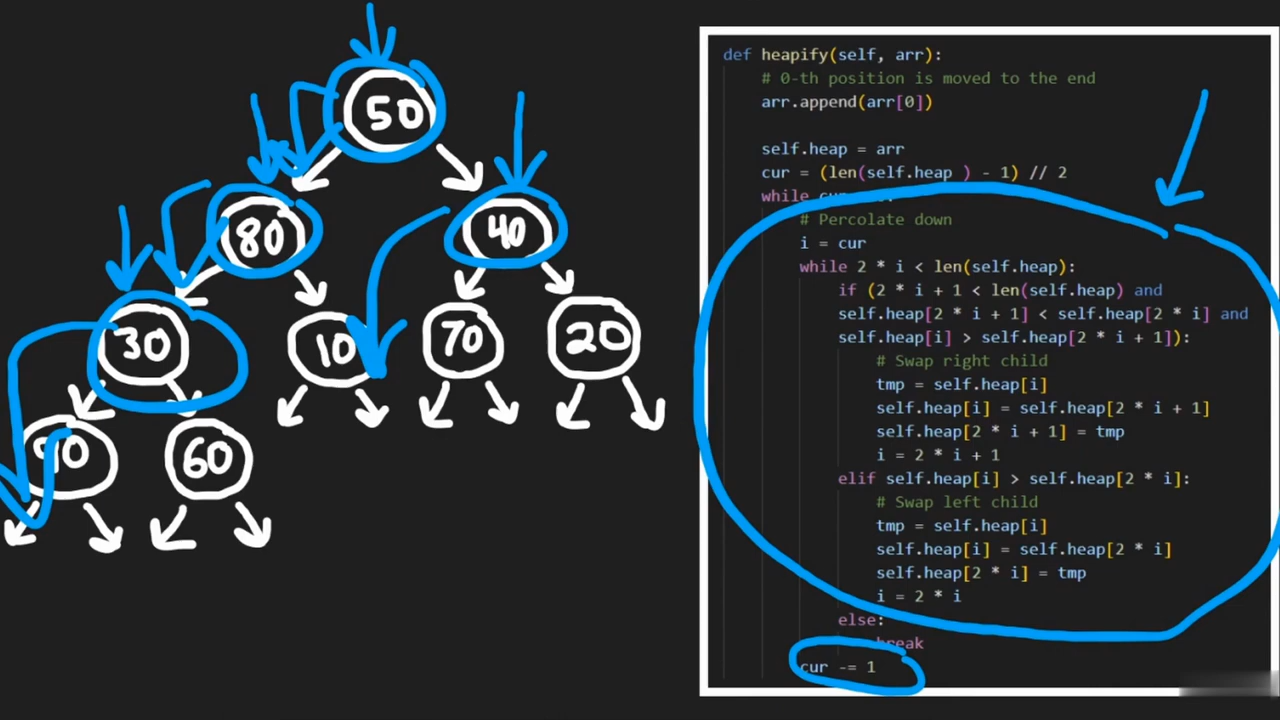 50
80
40
30
10
70
20
60
def heapify(self, arr):
# 0-th position is moved to the end
arr.append(arr[0])
self.heap = arr
cur = (len(self.heap ) - 1) // 2
while
# Percolate down
i = cur
while 2 * i < len(self.heap):
if (2 * i + 1 < len(self.heap) and
self.heap[2 * i + 1] < self.heap[2 * i] and
self.heap[i] > self.heap[2 * i + 1]):
# Swap right child
tmp = self.heap[i]
self.heap[i] = self.heap[2 * i + 1]
self.heap[2 * i + 1] = tmp
i = 2 * i + 1
elif self.heap[i] > self.heap[2 * i]:
# Swap left child
tmp = self.heap[i]
self.heap[i] = self.heap[2 * i]
self.heap[2 * i] = tmp
i = 2 * i
else:
break
cur -= 1